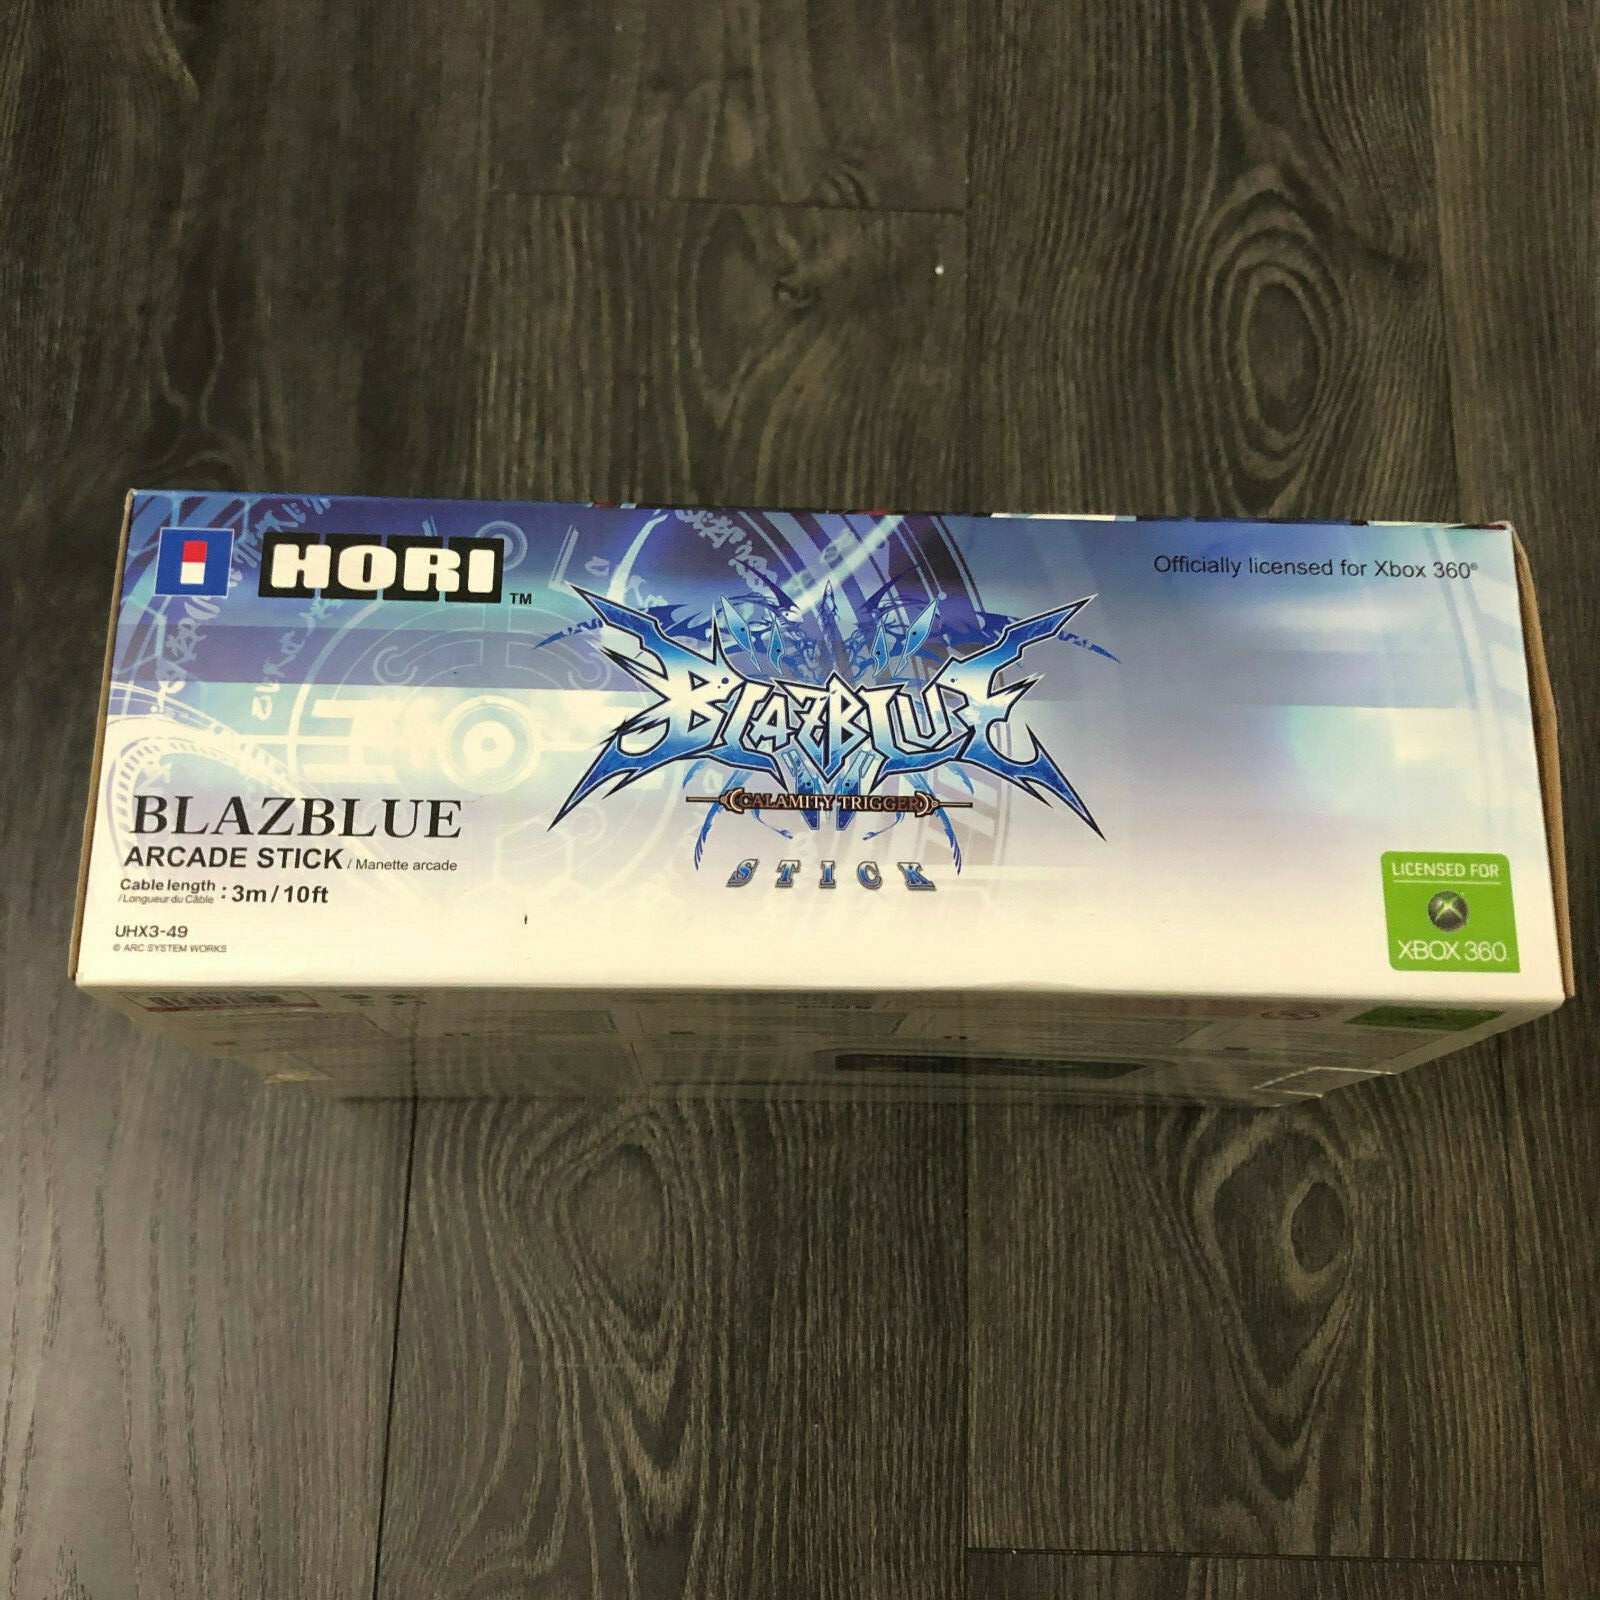 HORI™
Officially licensed for Xbox 360®
BLAZBLUE
CALAMITY TRIGGER
STICK
BLAZBLUE
ARCADE STICK / Manette arcade
Cable length
/Longueur du Câble : 3m / 10ft
UHX3-49
© ARC SYSTEM WORKS
LICENSED FOR
XBOX 360